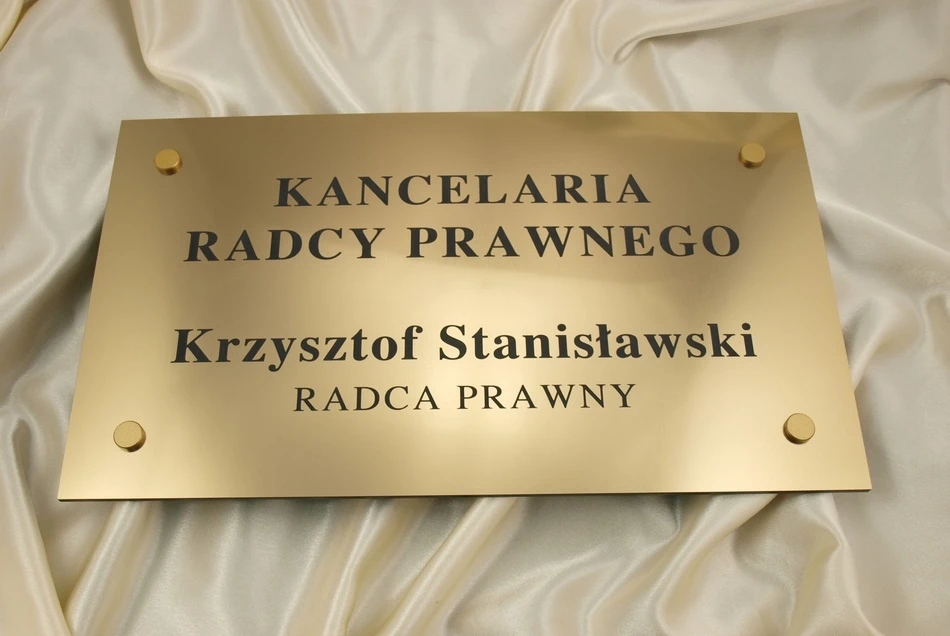 KANCELARIA
RADCY PRAWNEGO
Krzysztof Stanisławski
RADCA PRAWNY